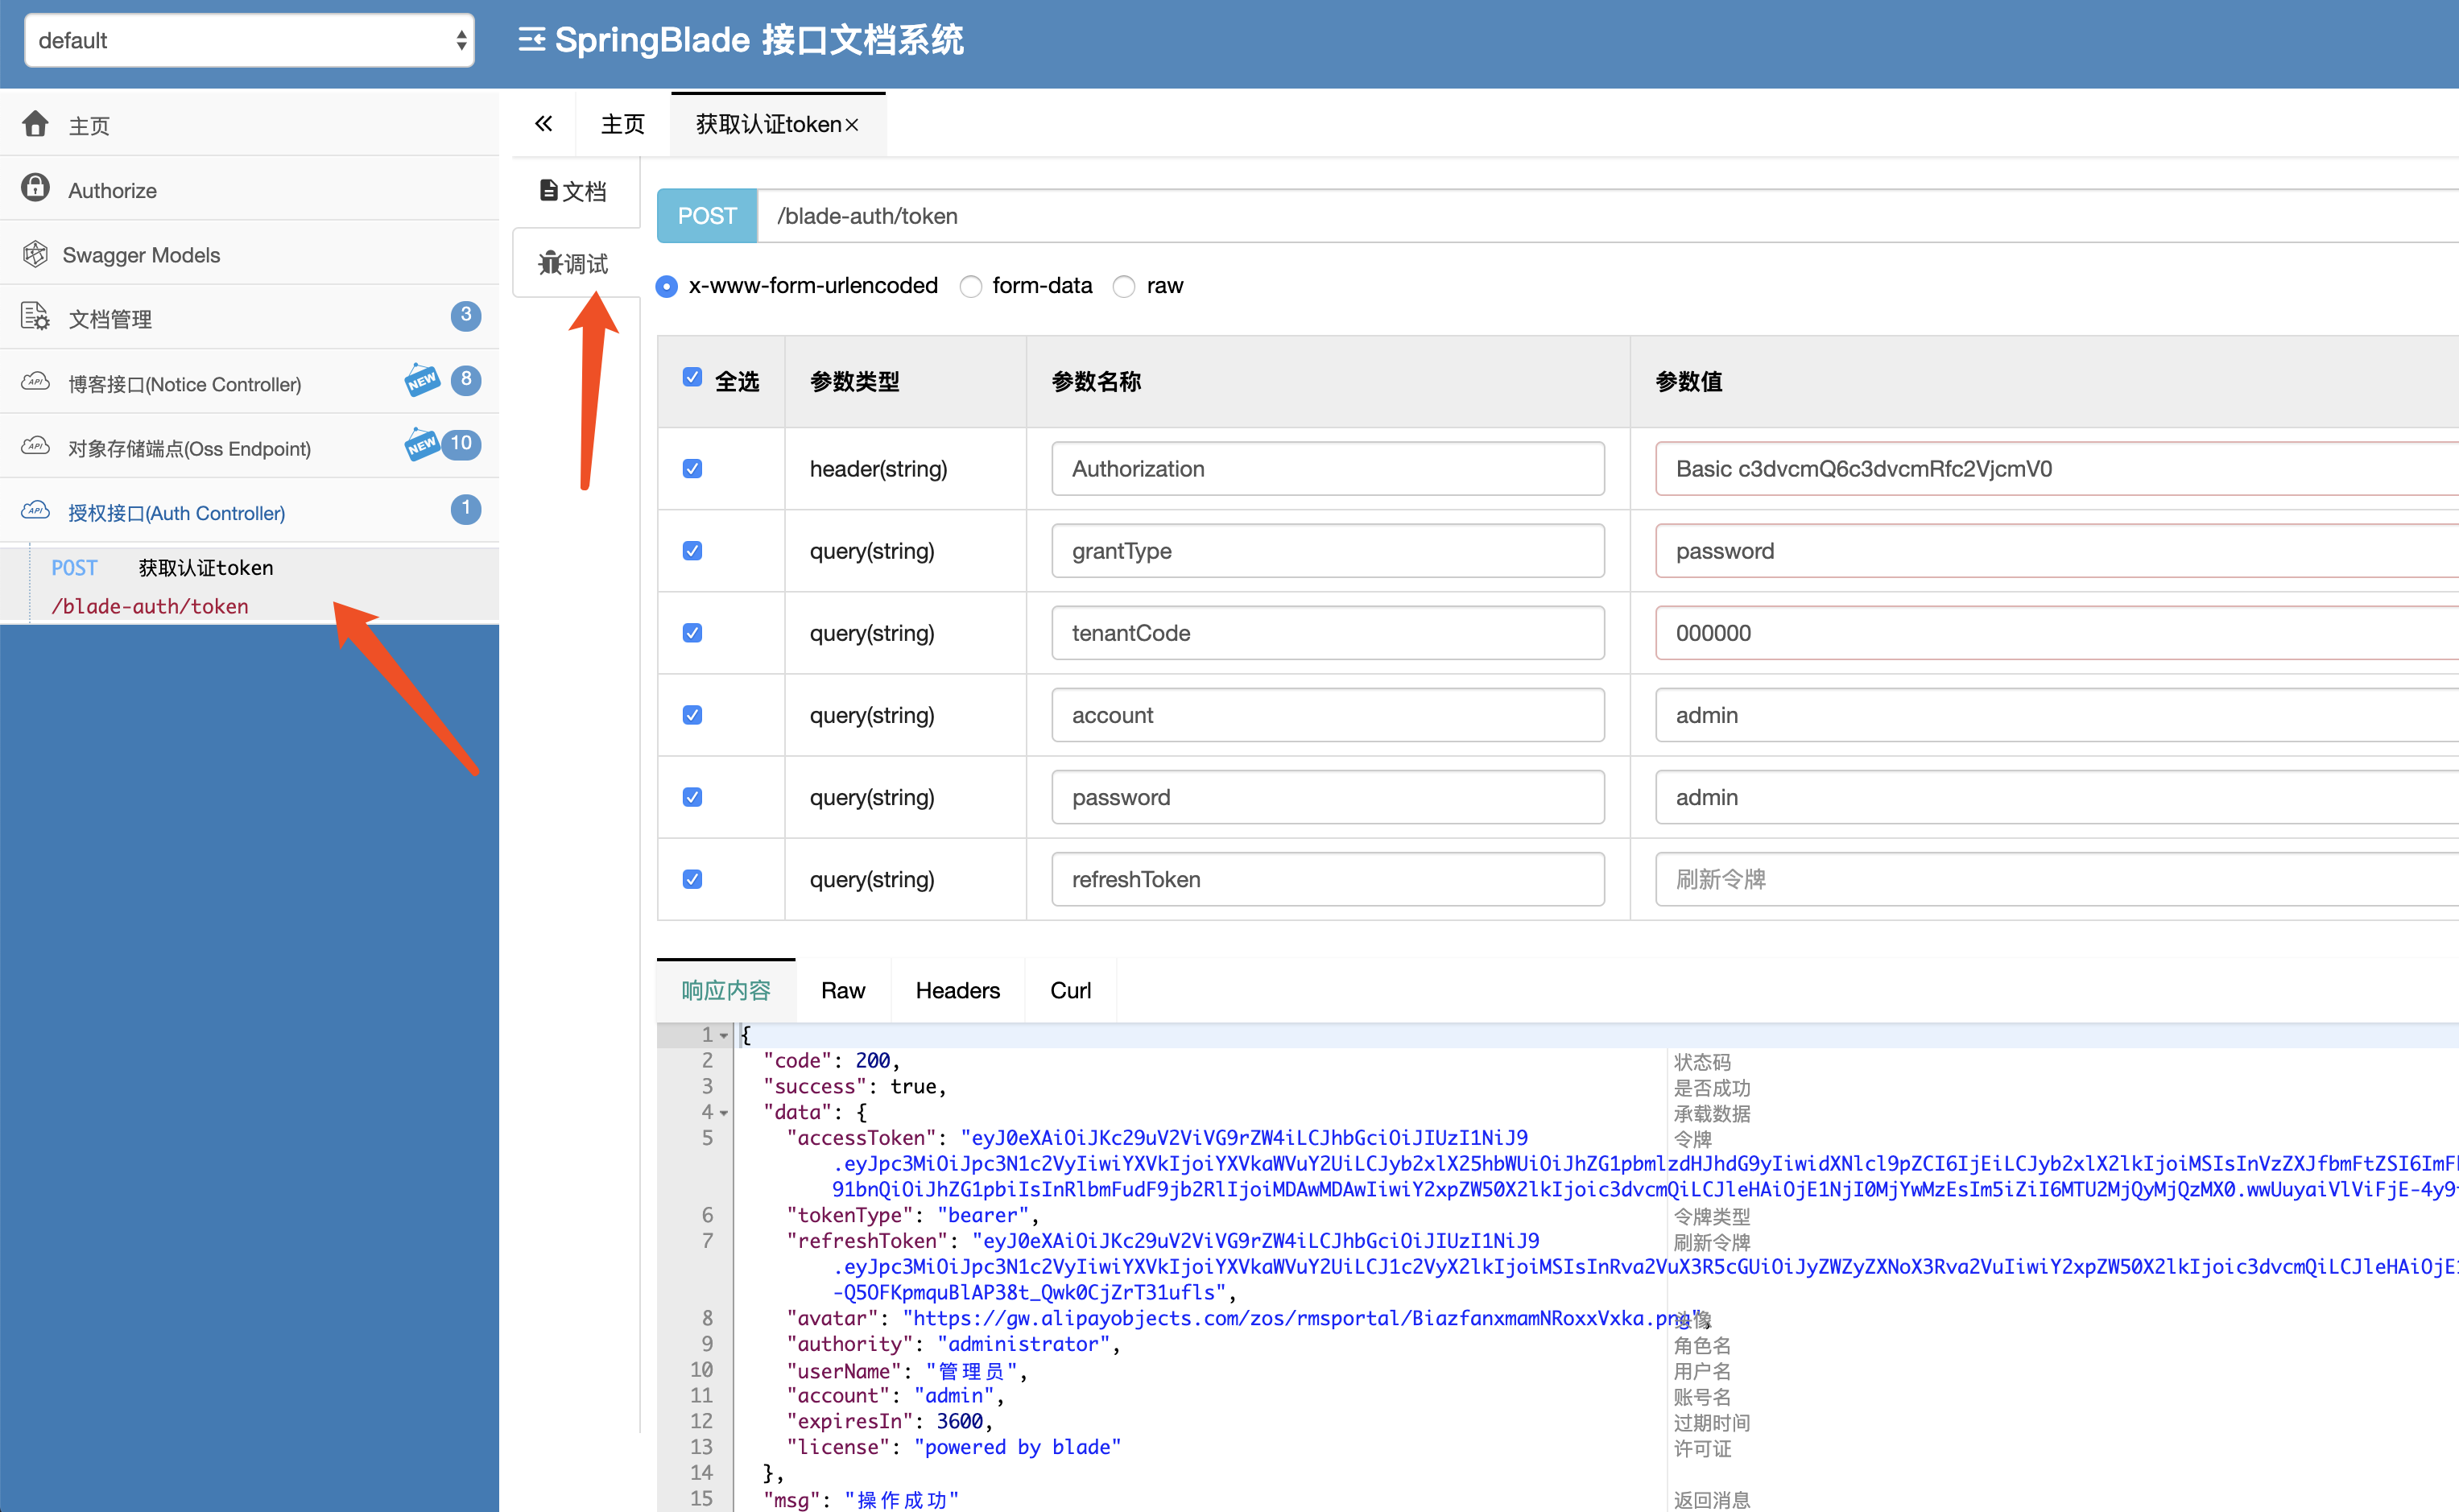 default
SpringBlade 接口文档系统
主页
Authorize
Swagger Models
文档管理 3
博客接口(Notice Controller) NEW 8
对象存储端点(Oss Endpoint) NEW 10
授权接口(Auth Controller) 1
POST 获取认证token
/blade-auth/token
主页 获取认证token×
文档
调试
POST /blade-auth/token
x-www-form-urlencoded form-data raw
全选 参数类型 参数名称 参数值
header(string) Authorization Basic c3dvcmQ6c3dvcmRfc2VjcmV0
query(string) grantType password
query(string) tenantCode 000000
query(string) account admin
query(string) password admin
query(string) refreshToken 刷新令牌
响应内容 Raw Headers Curl
1 {
2 "code": 200, 状态码
3 "success": true, 是否成功
4 "data": { 承载数据
5 "accessToken": "eyJ0eXAiOiJKc29uV2ViVG9rZW4iLCJhbGciOiJIUzI1NiJ9 令牌
.eyJpc3MiOiJpc3N1c2VyIiwiYXVkIjoiYXVkaWVuY2UiLCJyb2xlX25hbWUiOiJhZG1pbmlzdHJhdG9yIiwidXNlcl9pZCI6IjEiLCJyb2xlX2lkIjoiMSIsInVzZXJfbmFtZSI6ImF
91bnQiOiJhZG1pbiIsInRlbmFudF9jb2RlIjoiMDAwMDAwIiwiY2xpZW50X2lkIjoic3dvcmQiLCJleHAiOjE1NjI0MjYwMzEsIm5iZiI6MTU2MjQyMjQzMX0.wwUuyaiVlViFjE-4y9
6 "tokenType": "bearer", 令牌类型
7 "refreshToken": "eyJ0eXAiOiJKc29uV2ViVG9rZW4iLCJhbGciOiJIUzI1NiJ9 刷新令牌
.eyJpc3MiOiJpc3N1c2VyIiwiYXVkIjoiYXVkaWVuY2UiLCJ1c2VyX2lkIjoiMSIsInRva2VuX3R5cGUiOiJyZWZyZXNoX3Rva2VuIiwiY2xpZW50X2lkIjoic3dvcmQiLCJleHAiOjE
-Q5OFKpmquBlAP38t_Qwk0CjZrT31ufls",
8 "avatar": "https://gw.alipayobjects.com/zos/rmsportal/BiazfanxmamNRoxxVxka.png", 头像
9 "authority": "administrator", 角色名
10 "userName": "管理员", 用户名
11 "account": "admin", 账号名
12 "expiresIn": 3600, 过期时间
13 "license": "powered by blade" 许可证
14 },
15 "msg": "操作成功" 返回消息